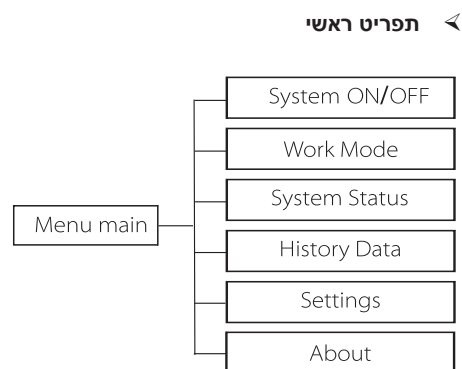 תפריט ראשי
System ON/OFF
Work Mode
System Status
Menu main
History Data
Settings
About